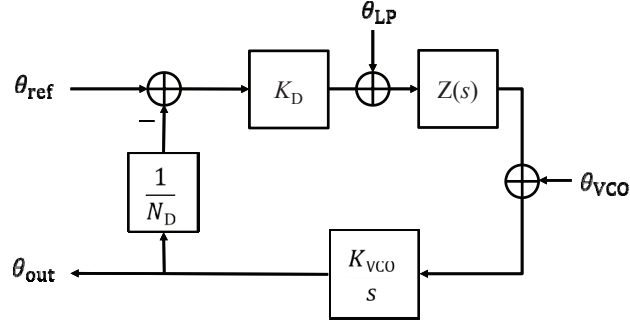 θLP
θref
KD
Z(s)
−
1
ND
θVCO
θout
KVCO
s